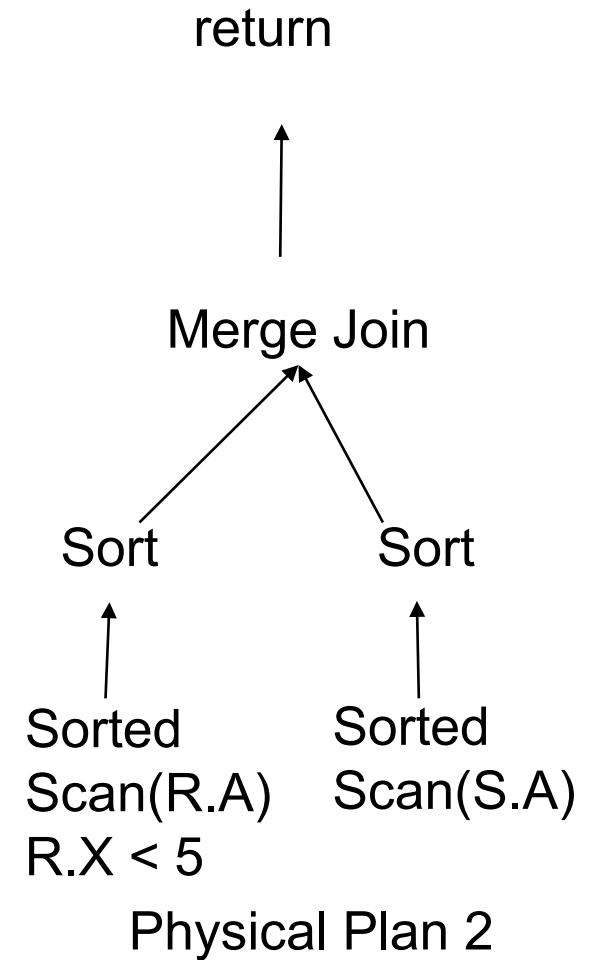 return
Merge Join
Sort
Sort
Sorted
Scan(R.A)
R.X < 5
Sorted
Scan(S.A)
Physical Plan 2